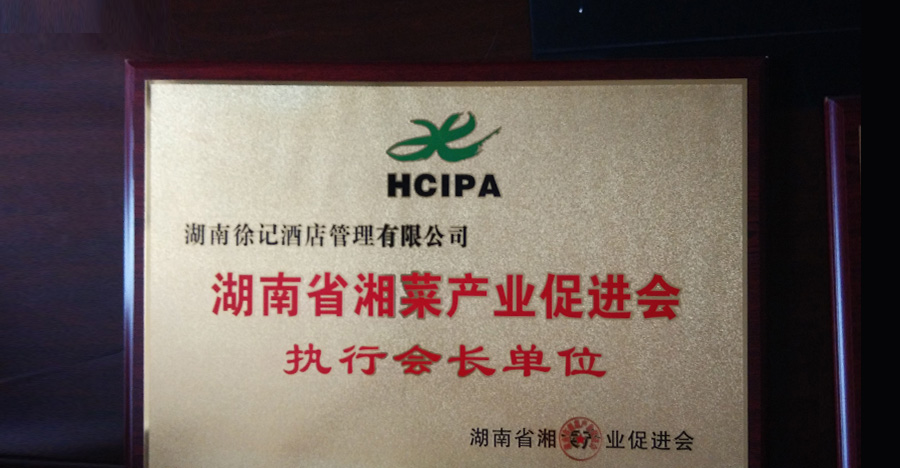 HCIPA
湖南徐记酒店管理有限公司
湖南省湘菜产业促进会
执行会长单位
湖南省湘 业促进会